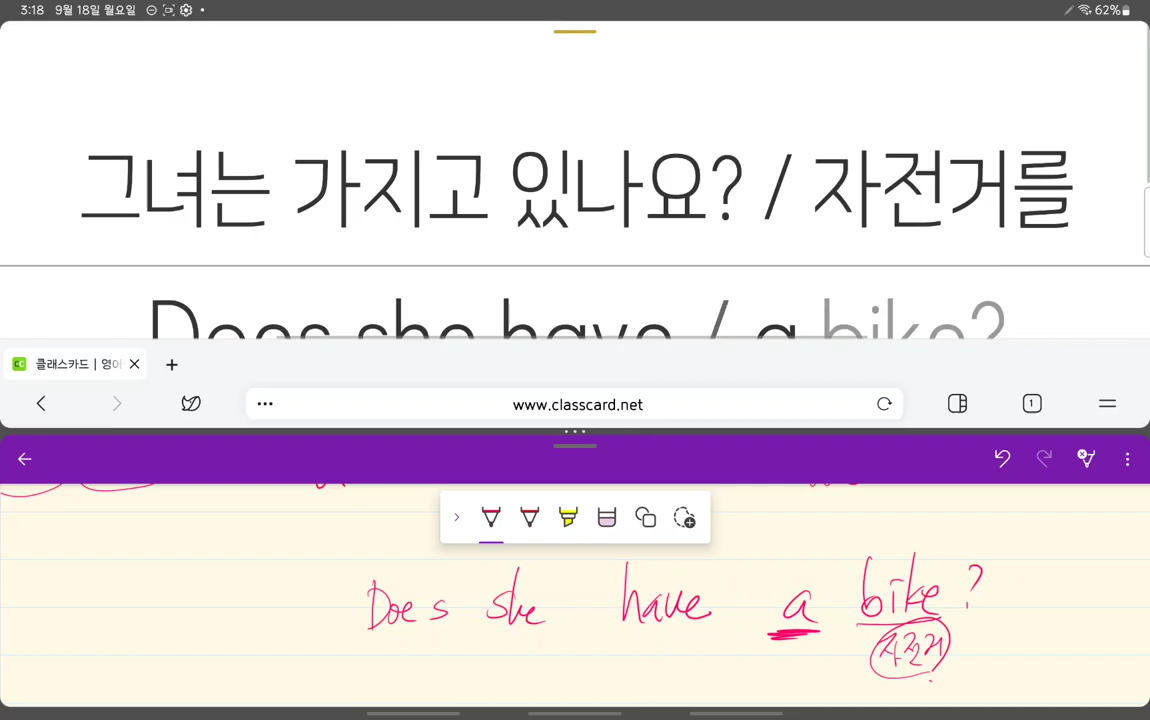 3:18 9월 18일 월요일
62%
그녀는 가지고 있나요? / 자전거를
Does she have / a bike?
클래스카드 | 영어
www.classcard.net
1
Does she have a bike?
자전거